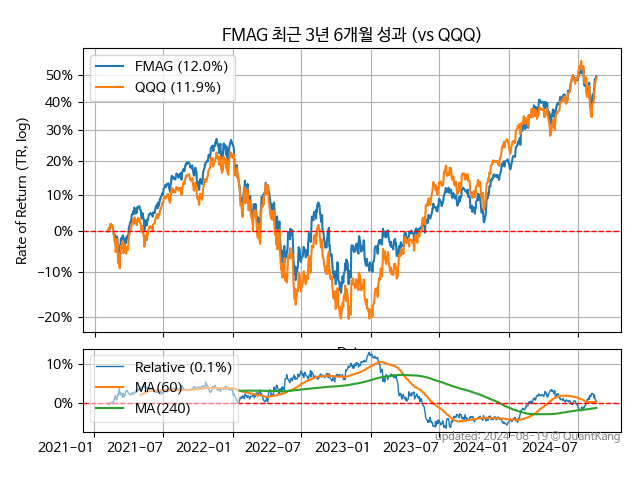 FMAG 최근 3년 6개월 성과 (vs QQQ)
Rate of Return (TR, log)
50%
40%
30%
20%
10%
0%
−10%
−20%
FMAG (12.0%)
QQQ (11.9%)
10%
0%
Relative (0.1%)
MA(60)
MA(240)
2021−01 2021−07 2022−01 2022−07 2023−01 2023−07 2024−01 2024−07
Updated: 2024-08-19 © QuantKang